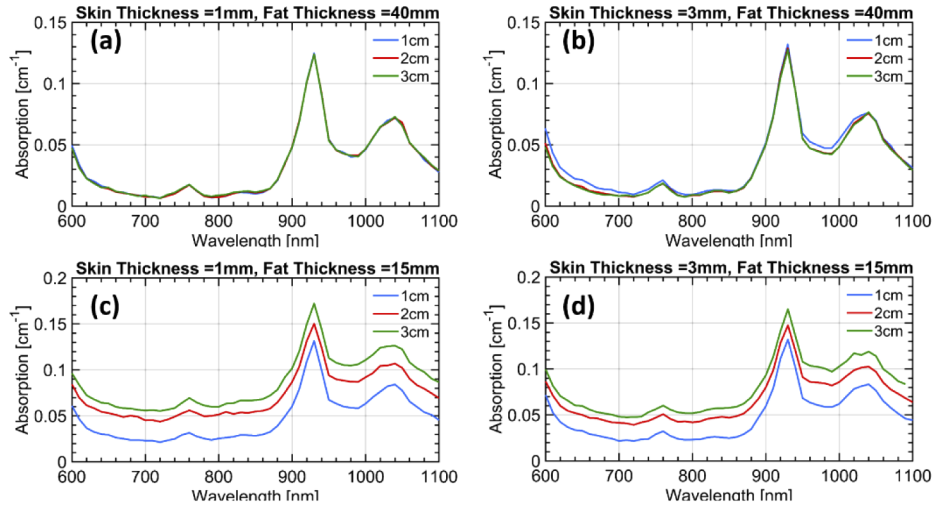 Skin Thickness =1mm, Fat Thickness =40mm
(a)
1cm
2cm
3cm
Absorption [cm⁻¹]
0.15
0.1
0.05
0
600 700 800 900 1000 1100
Wavelength [nm]
Skin Thickness =3mm, Fat Thickness =40mm
(b)
1cm
2cm
3cm
Absorption [cm⁻¹]
0.15
0.1
0.05
0
600 700 800 900 1000 1100
Wavelength [nm]
Skin Thickness =1mm, Fat Thickness =15mm
(c)
1cm
2cm
3cm
Absorption [cm⁻¹]
0.2
0.15
0.1
0.05
0
600 700 800 900 1000 1100
Wavelength [nm]
Skin Thickness =3mm, Fat Thickness =15mm
(d)
1cm
2cm
3cm
Absorption [cm⁻¹]
0.2
0.15
0.1
0.05
0
600 700 800 900 1000 1100
Wavelength [nm]